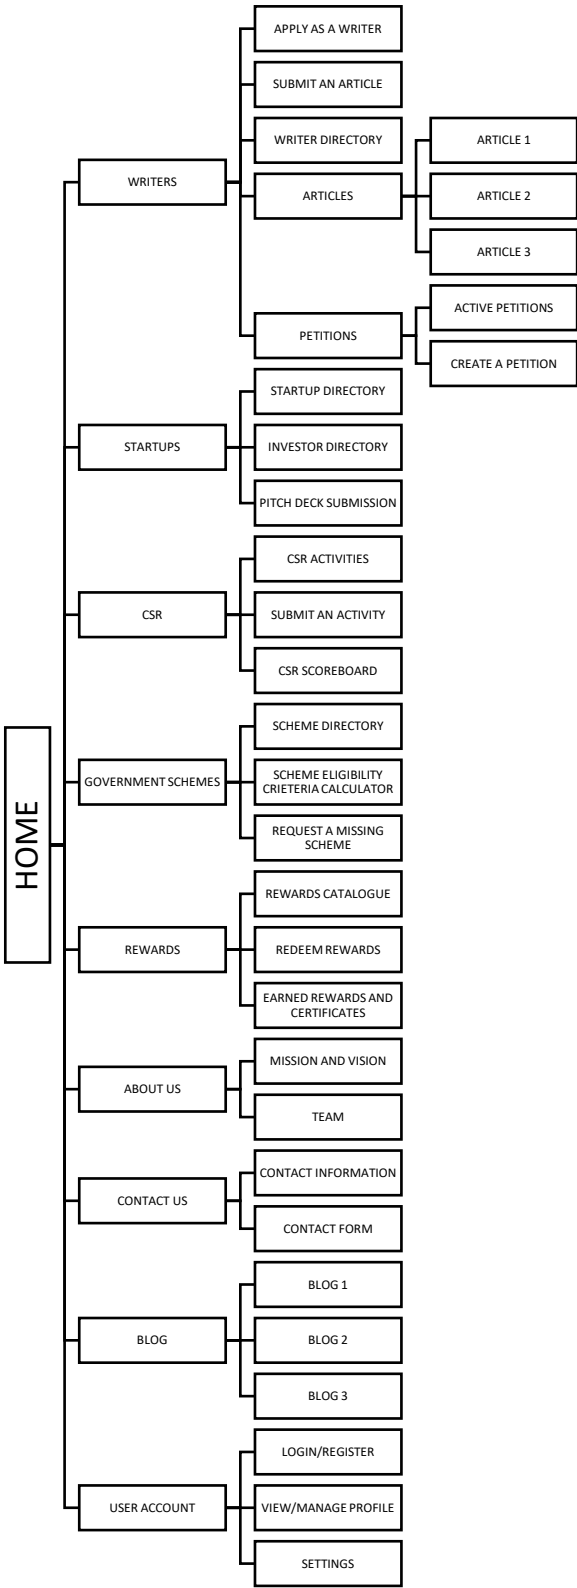 APPLY AS A WRITER
SUBMIT AN ARTICLE
WRITER DIRECTORY
ARTICLE 1
WRITERS
ARTICLES
ARTICLE 2
ARTICLE 3
ACTIVE PETITIONS
PETITIONS
CREATE A PETITION
STARTUP DIRECTORY
STARTUPS
INVESTOR DIRECTORY
PITCH DECK SUBMISSION
CSR ACTIVITIES
CSR
SUBMIT AN ACTIVITY
CSR SCOREBOARD
HOME
SCHEME DIRECTORY
GOVERNMENT SCHEMES
SCHEME ELIGIBILITY
CRIETERIA CALCULATOR
REQUEST A MISSING
SCHEME
REWARDS CATALOGUE
REWARDS
REDEEM REWARDS
EARNED REWARDS AND
CERTIFICATES
MISSION AND VISION
ABOUT US
TEAM
CONTACT INFORMATION
CONTACT US
CONTACT FORM
BLOG 1
BLOG
BLOG 2
BLOG 3
LOGIN/REGISTER
USER ACCOUNT
VIEW/MANAGE PROFILE
SETTINGS